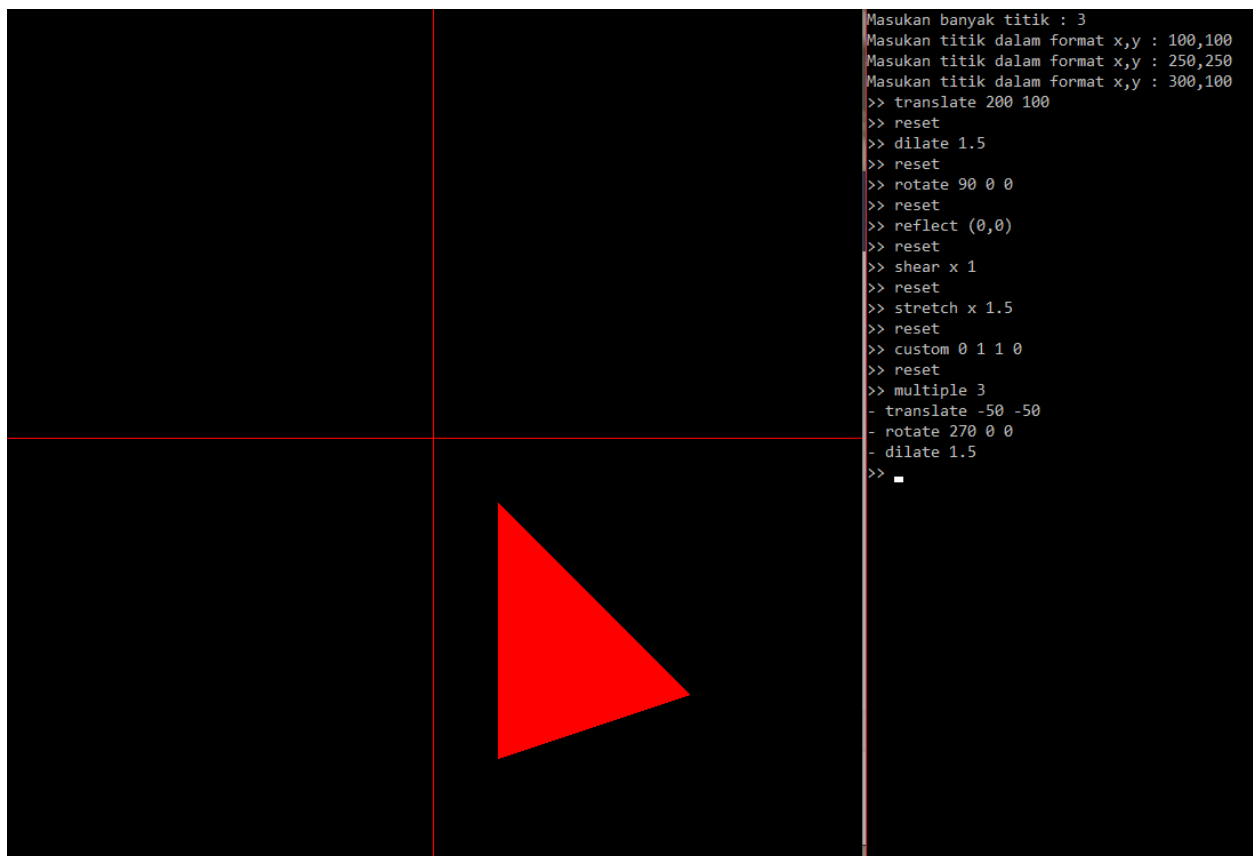 Masukan banyak titik : 3
Masukan titik dalam format x,y : 100,100
Masukan titik dalam format x,y : 250,250
Masukan titik dalam format x,y : 300,100
>> translate 200 100
>> reset
>> dilate 1.5
>> reset
>> rotate 90 0 0
>> reset
>> reflect (0,0)
>> reset
>> shear x 1
>> reset
>> stretch x 1.5
>> reset
>> custom 0 1 1 0
>> reset
>> multiple 3
- translate -50 -50
- rotate 270 0 0
- dilate 1.5
>>